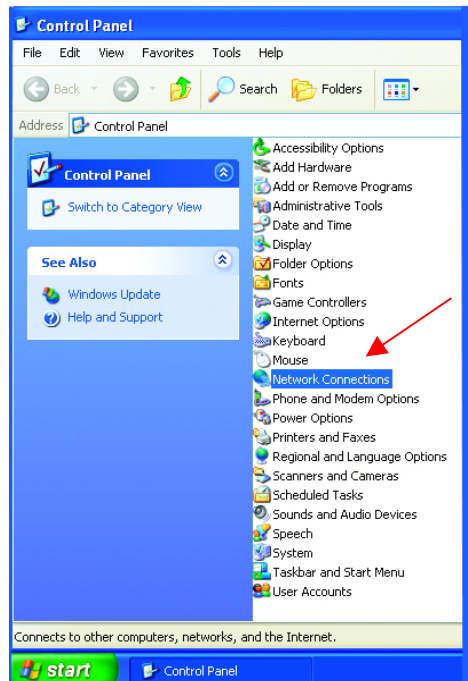 Control Panel
File Edit View Favorites Tools Help
Back Search Folders
Address Control Panel
Control Panel
Switch to Category View
See Also
Windows Update
Help and Support
Accessibility Options
Add Hardware
Add or Remove Programs
Administrative Tools
Date and Time
Display
Folder Options
Fonts
Game Controllers
Internet Options
Keyboard
Mouse
Network Connections
Phone and Modem Options
Power Options
Printers and Faxes
Regional and Language Options
Scanners and Cameras
Scheduled Tasks
Sounds and Audio Devices
Speech
System
Taskbar and Start Menu
User Accounts
Connects to other computers, networks, and the Internet.
start Control Panel